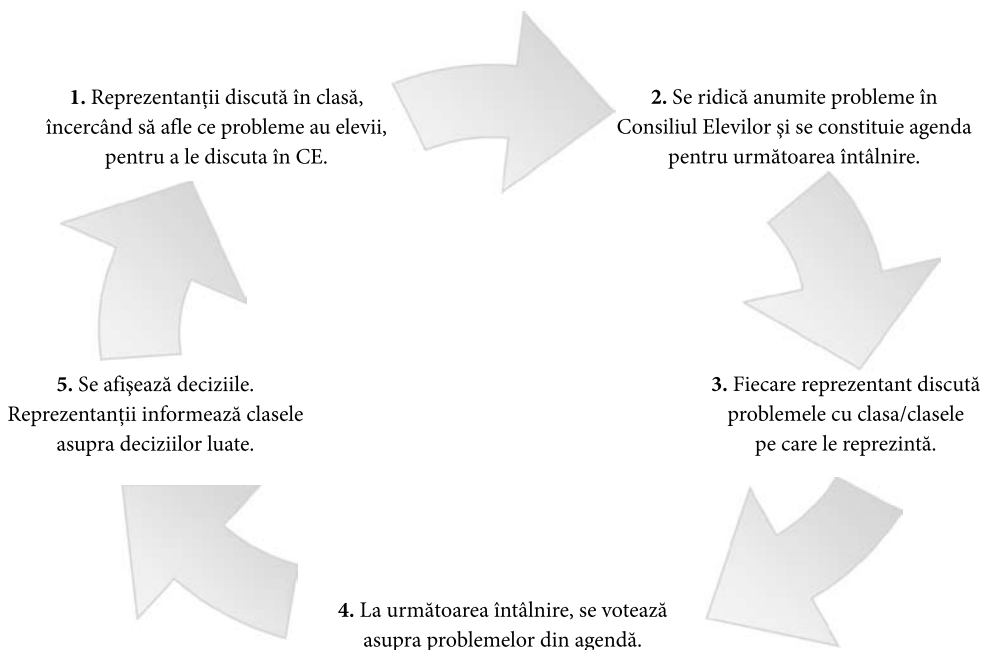 1. Reprezentanții discută în clasă,
încercând să afle ce probleme au elevii,
pentru a le discuta în CE.
2. Se ridică anumite probleme în
Consiliul Elevilor și se constituie agenda
pentru următoarea întâlnire.
3. Fiecare reprezentant discută
problemele cu clasa/clasele
pe care le reprezintă.
4. La următoarea întâlnire, se votează
asupra problemelor din agendă.
5. Se afișează deciziile.
Reprezentanții informează clasele
asupra deciziilor luate.